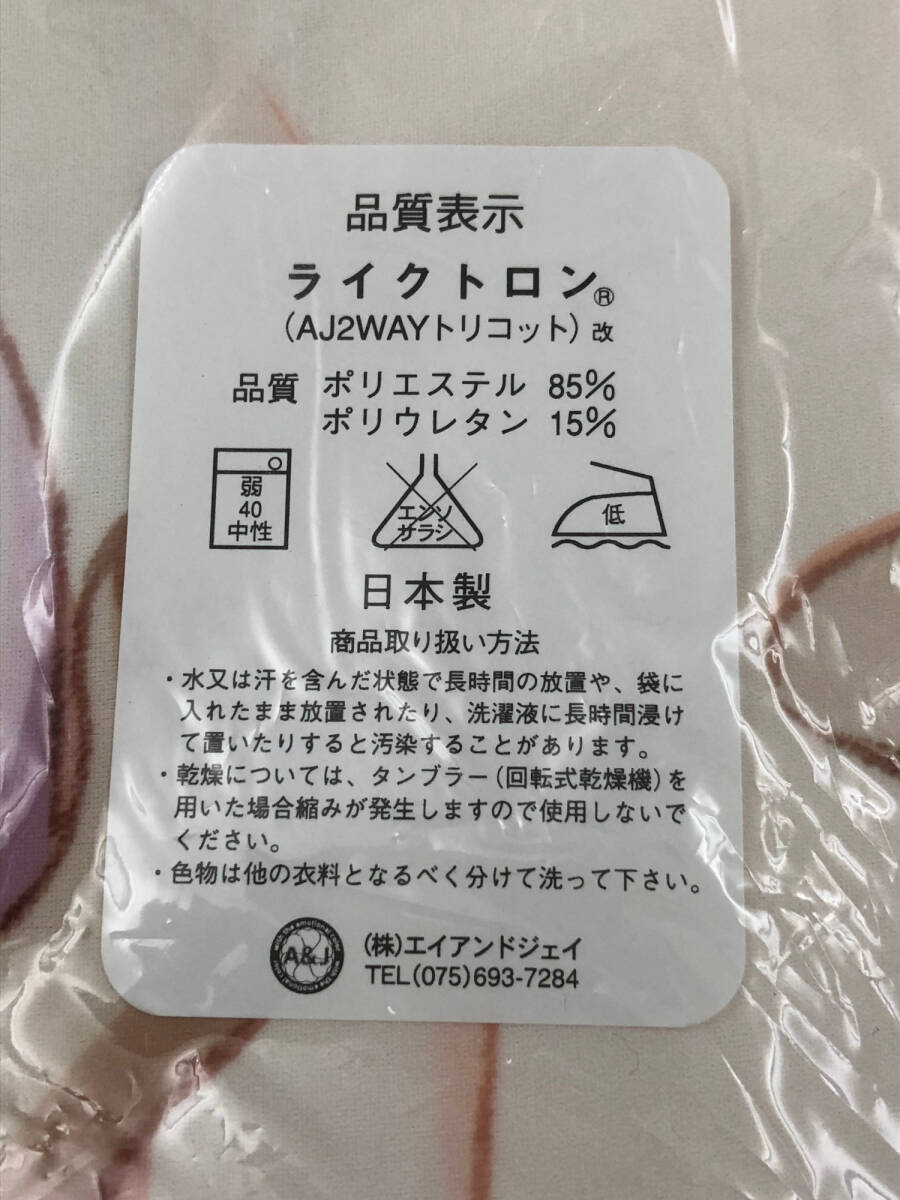 品質表示
ライクトロン®
（AJ2WAYトリコット）改
品質 ポリエステル 85%
ポリウレタン 15%
弱
40
中性
エンソ
サラシ
低
日本製
商品取り扱い方法
・水又は汗を含んだ状態で長時間の放置や、袋に
入れたまま放置されたり、洗濯液に長時間浸け
て置いたりすると汚染することがあります。
・乾燥については、タンブラー（回転式乾燥機）を
用いた場合縮みが発生しますので使用しないで
ください。
・色物は他の衣料となるべく分けて洗って下さい。
A&J
（株）エイアンドジェイ
TEL(075)693-7284